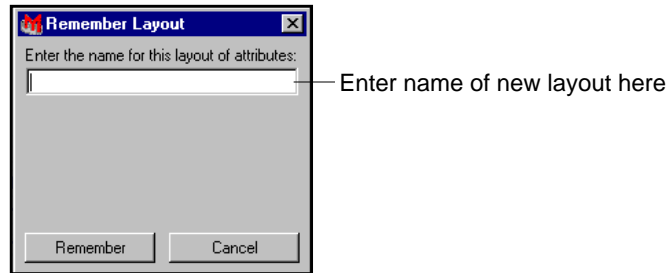 Remember Layout
Enter the name for this layout of attributes:
Enter name of new layout here
Remember
Cancel